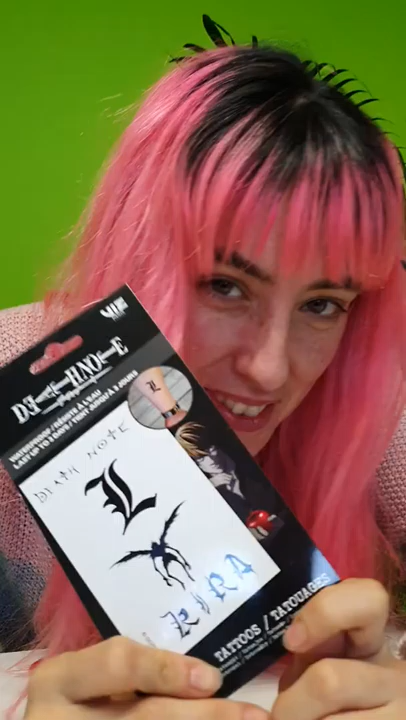 DEATH NOTE
WATERPROOF / RÉSISTE À L'EAU
LAST UP TO 3 DAYS / TIENT JUSQU'À 3 JOURS
L
DEATH NOTE
L
KIRA
TATTOOS / TATOUAGES